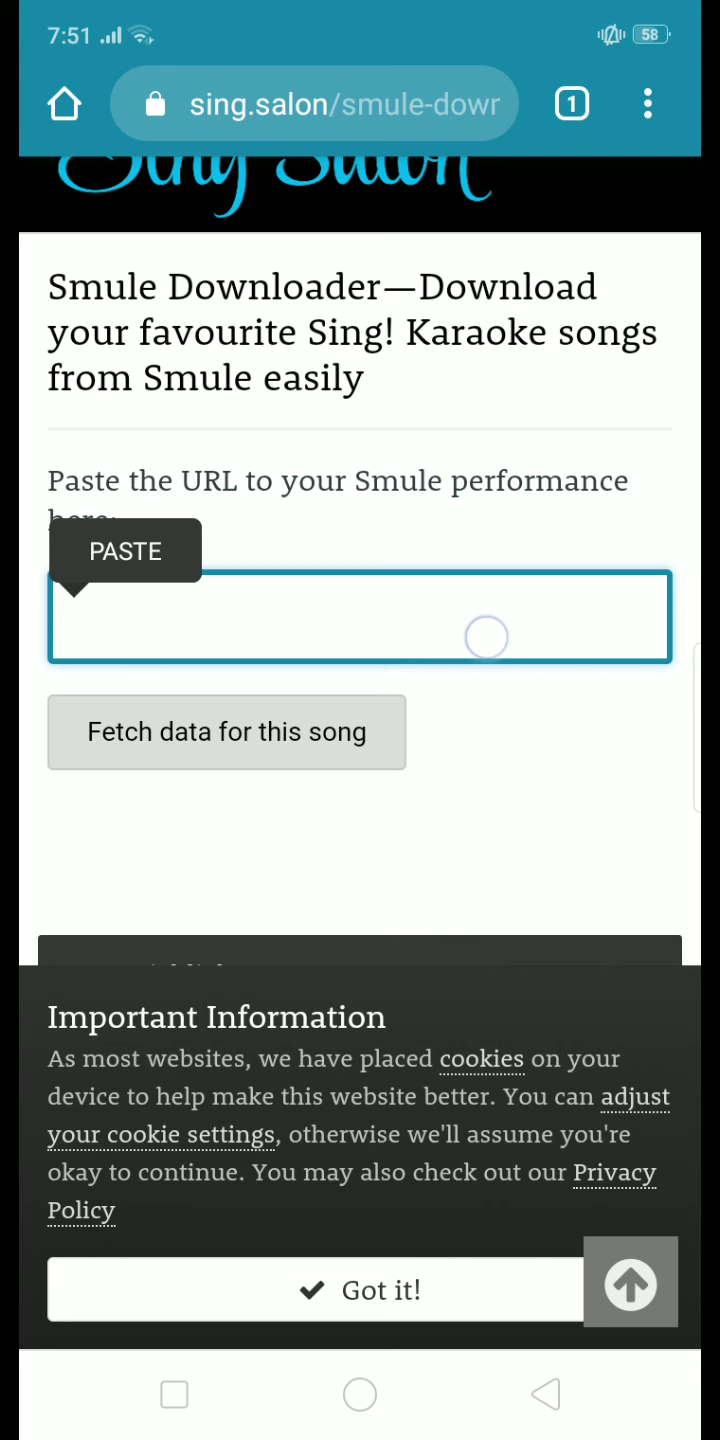 7:51
58
sing.salon/smule-dowr
1
Sing Salon
Smule Downloader—Download
your favourite Sing! Karaoke songs
from Smule easily
Paste the URL to your Smule performance
here:
PASTE
Fetch data for this song
Important Information
As most websites, we have placed cookies on your
device to help make this website better. You can adjust
your cookie settings, otherwise we'll assume you're
okay to continue. You may also check out our Privacy
Policy
Got it!